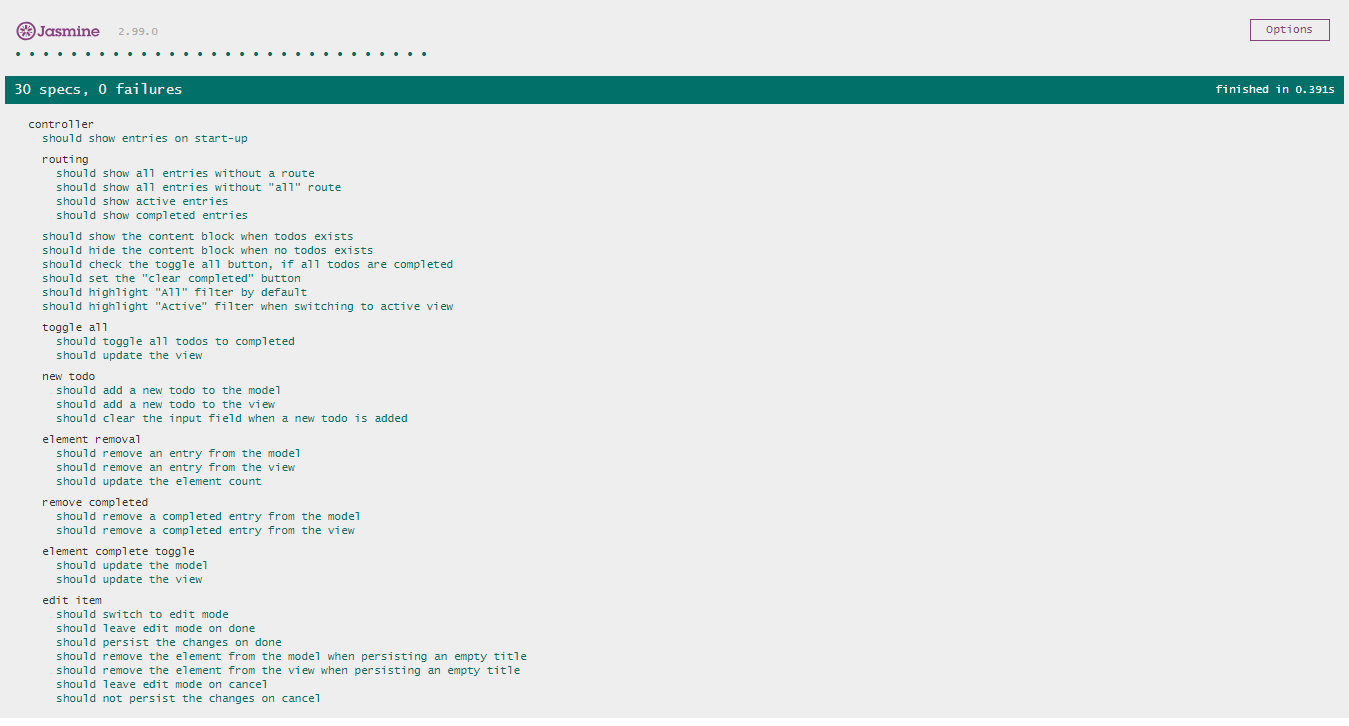 Jasmine 2.99.0
Options
30 specs, 0 failures
finished in 0.391s
controller
should show entries on start-up
routing
should show all entries without a route
should show all entries without "all" route
should show active entries
should show completed entries
should show the content block when todos exists
should hide the content block when no todos exists
should check the toggle all button, if all todos are completed
should set the "clear completed" button
should highlight "All" filter by default
should highlight "Active" filter when switching to active view
toggle all
should toggle all todos to completed
should update the view
new todo
should add a new todo to the model
should add a new todo to the view
should clear the input field when a new todo is added
element removal
should remove an entry from the model
should remove an entry from the view
should update the element count
remove completed
should remove a completed entry from the model
should remove a completed entry from the view
element complete toggle
should update the model
should update the view
edit item
should switch to edit mode
should leave edit mode on done
should persist the changes on done
should remove the element from the model when persisting an empty title
should remove the element from the view when persisting an empty title
should leave edit mode on cancel
should not persist the changes on cancel